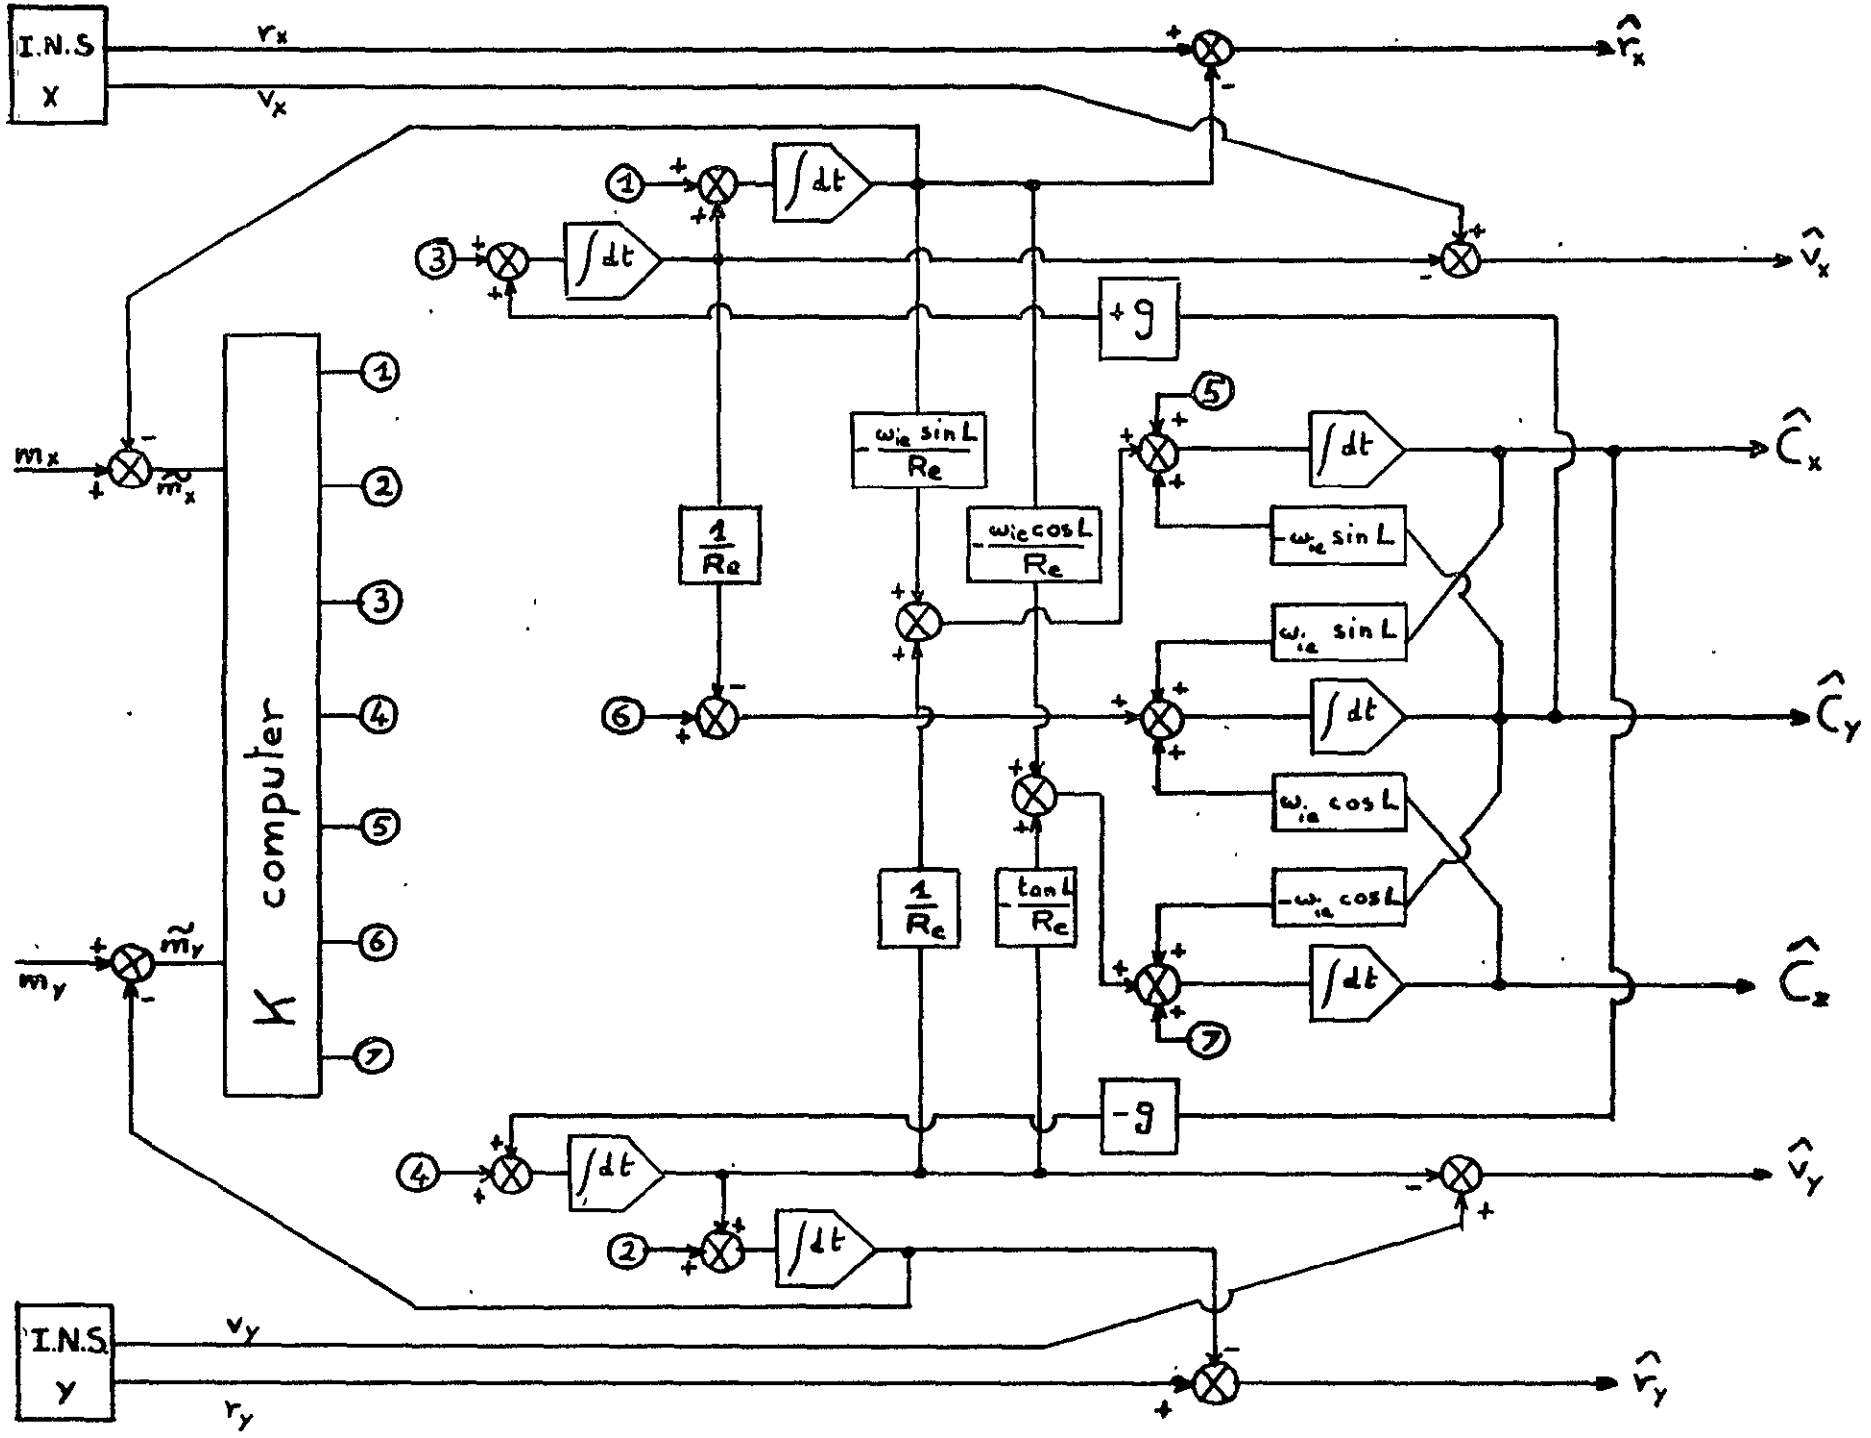 I.N.S
X
r_x
v_x
+
-
r̂_x
①
+
+
∫dt
③
+
+
∫dt
+
-
v̂_x
+g
①
②
③
④
⑤
⑥
⑦
K computer
m_x
+
-
m̃_x
m_y
+
-
m̃_y
1/R_e
-ω_ie sin L/R_e
-ω_ie cos L/R_e
⑤
+
+
+
∫dt
Ĉ_x
-ω_ie sin L
ω_ie sin L
+
+
⑥
+
-
+
+
+
∫dt
Ĉ_y
ω_ie cos L
-ω_ie cos L
+
+
1/R_e
-tan L/R_e
+
+
+
∫dt
Ĉ_z
⑦
-g
④
+
+
∫dt
-
+
v̂_y
②
+
+
∫dt
I.N.S.
y
v_y
r_y
+
-
r̂_y